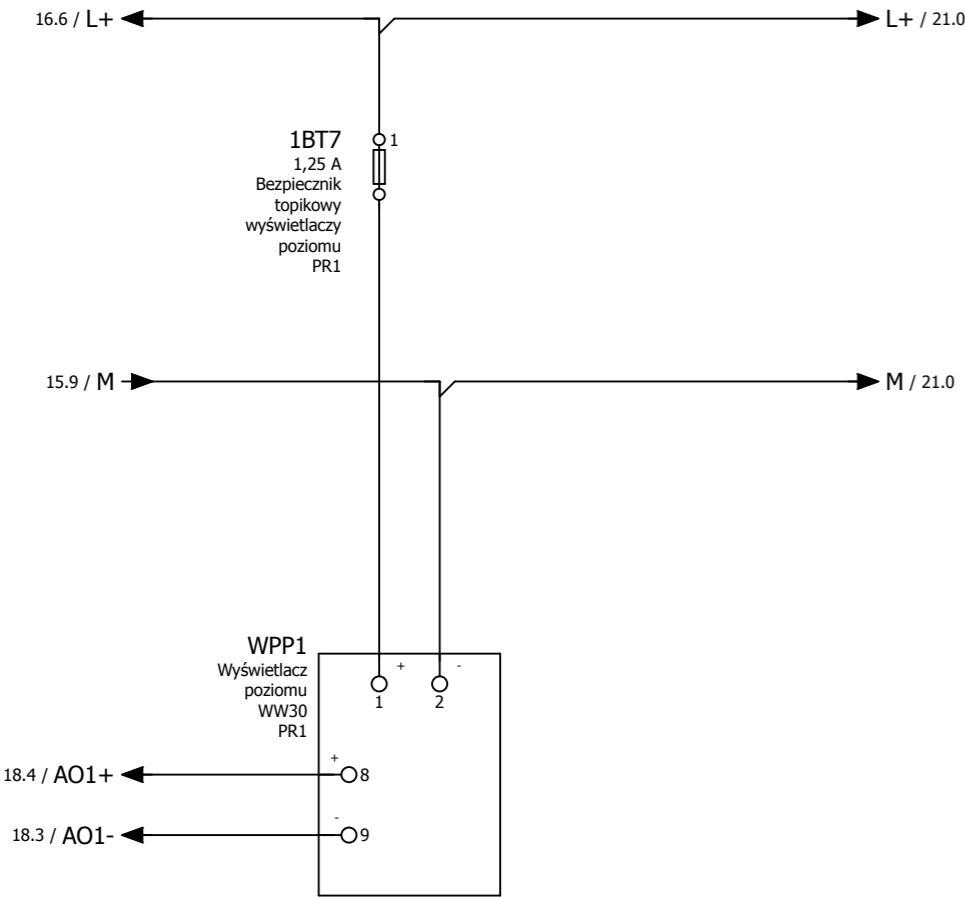 16.6 / L+
L+ / 21.0
1BT7
1
1,25 A
Bezpiecznik
topikowy
wyświetlaczy
poziomu
PR1
15.9 / M
M / 21.0
WPP1
Wyświetlacz
poziomu
WW30
PR1
+ -
1 2
+
18.4 / AO1+ 8
-
18.3 / AO1- 9